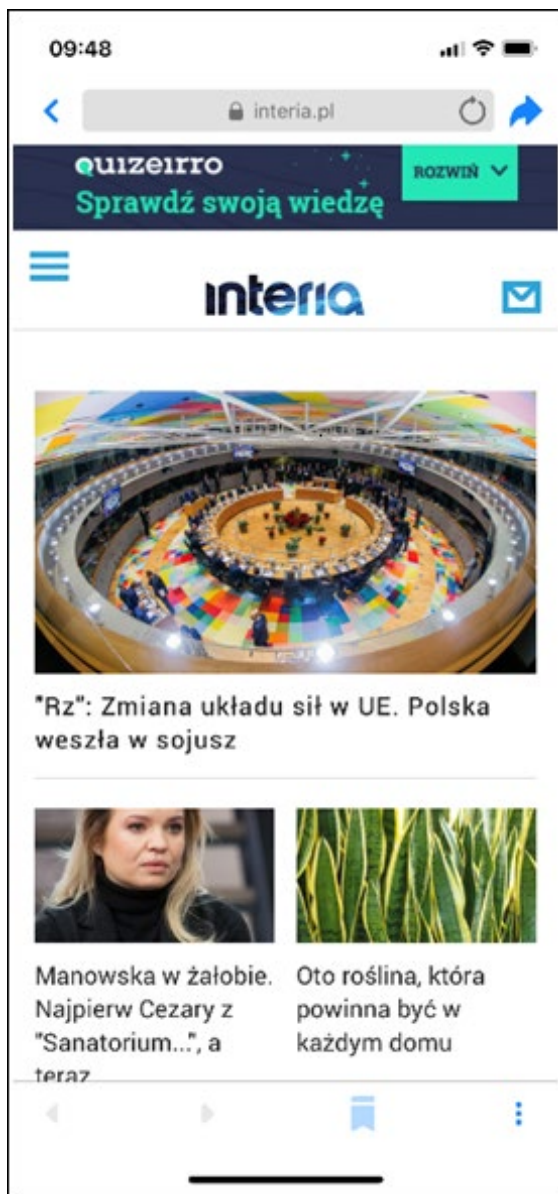 09:48
interia.pl
quizeirro
Sprawdź swoją wiedzę
ROZWIŃ
interia
"Rz": Zmiana układu sił w UE. Polska
weszła w sojusz
Manowska w żałobie.
Najpierw Cezary z
"Sanatorium...", a
teraz
Oto roślina, która
powinna być w
każdym domu